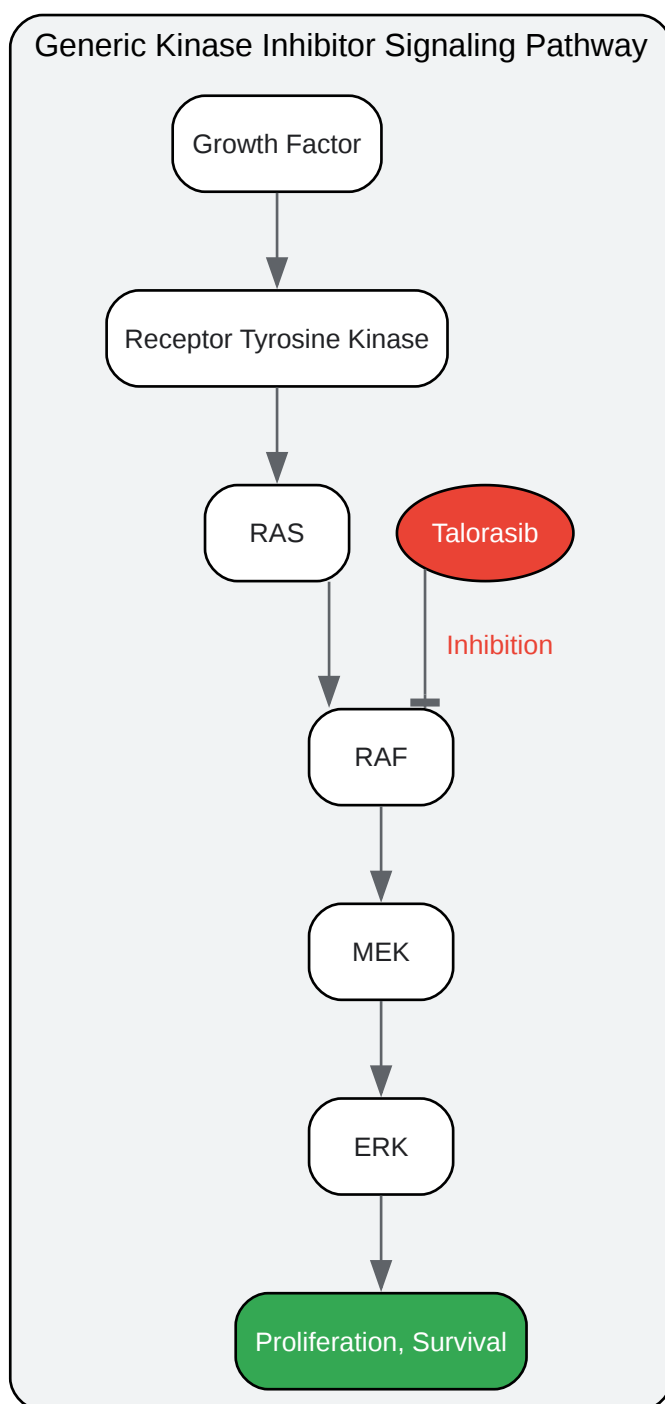 Generic Kinase Inhibitor Signaling Pathway
Growth Factor
Receptor Tyrosine Kinase
RAS
Talorasib
Inhibition
RAF
MEK
ERK
Proliferation, Survival